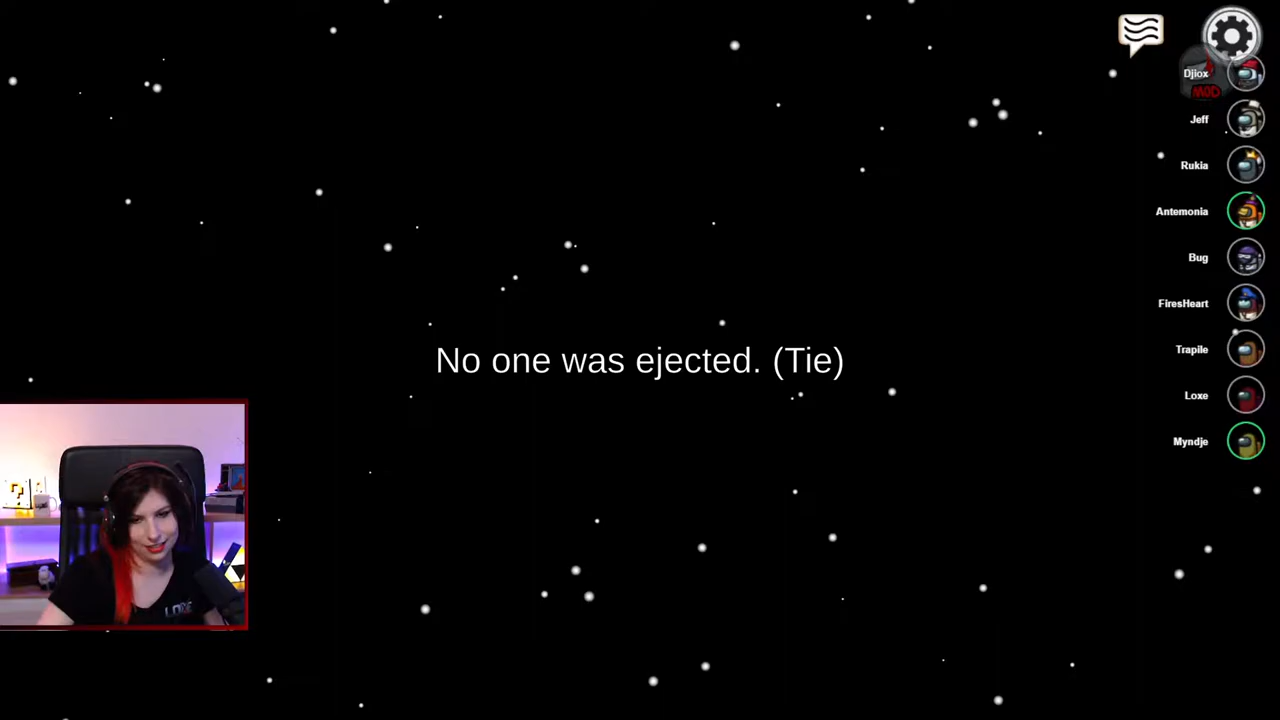 Djiox
MOD
Jeff
Rukia
Antemonia
Bug
No one was ejected. (Tie)
FiresHeart
Trapile
Loxe
Myndje
?